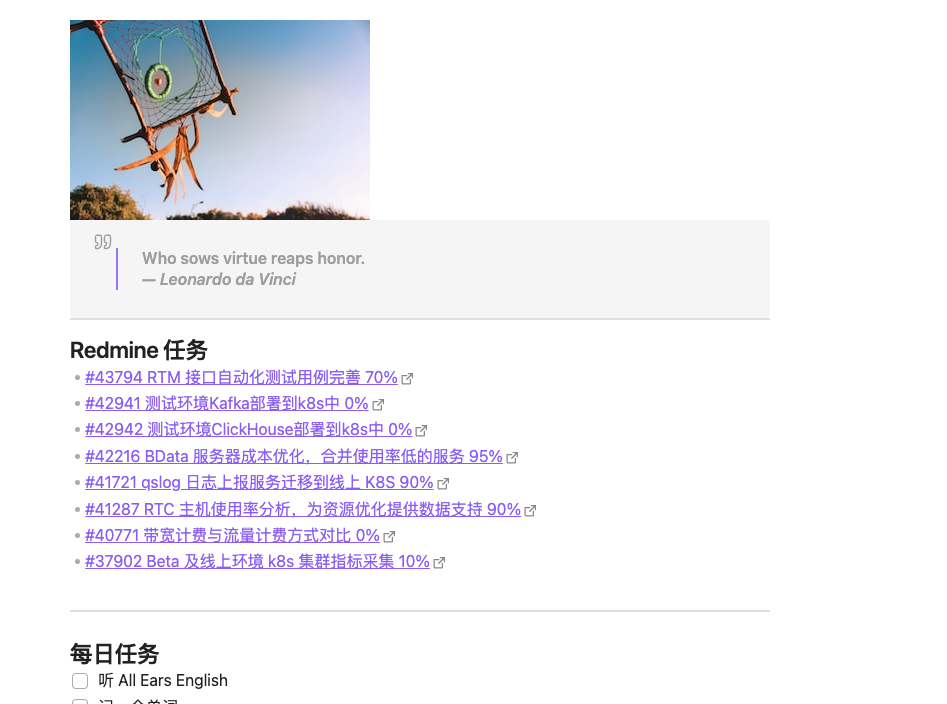 Who sows virtue reaps honor.
— Leonardo da Vinci
Redmine 任务
#43794 RTM 接口自动化测试用例完善 70%
#42941 测试环境Kafka部署到k8s中 0%
#42942 测试环境ClickHouse部署到k8s中 0%
#42216 BData 服务器成本优化，合并使用率低的服务 95%
#41721 qslog 日志上报服务迁移到线上 K8S 90%
#41287 RTC 主机使用率分析，为资源优化提供数据支持 90%
#40771 带宽计费与流量计费方式对比 0%
#37902 Beta 及线上环境 k8s 集群指标采集 10%
每日任务
听 All Ears English